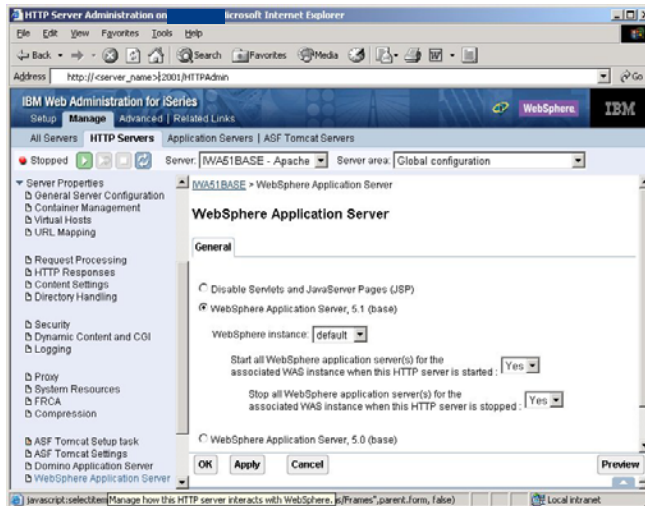 HTTP Server Administration on icrosoft Internet Explorer
File Edit View Favorites Tools Help
Back Search Favorites Media
Address http://<server_name>:2001/HTTPAdmin Go
IBM Web Administration for iSeries
WebSphere. IBM
Setup Manage Advanced | Related Links
All Servers HTTP Servers Application Servers | ASF Tomcat Servers
Stopped Server: IWA51BASE - Apache Server area: Global configuration
Server Properties
General Server Configuration
Container Management
Virtual Hosts
URL Mapping
Request Processing
HTTP Responses
Content Settings
Directory Handling
Security
Dynamic Content and CGI
Logging
Proxy
System Resources
FRCA
Compression
ASF Tomcat Setup task
ASF Tomcat Settings
Domino Application Server
WebSphere Application Server
IWA51BASE > WebSphere Application Server
WebSphere Application Server
General
Disable Servlets and JavaServer Pages (JSP)
WebSphere Application Server, 5.1 (base)
WebSphere instance: default
Start all WebSphere application server(s) for the
associated WAS instance when this HTTP server is started : Yes
Stop all WebSphere application server(s) for the
associated WAS instance when this HTTP server is stopped : Yes
WebSphere Application Server, 5.0 (base)
OK Apply Cancel Preview
javascript:selectItem Manage how this HTTP server interacts with WebSphere. s/Frames",parent.form, false) Local intranet